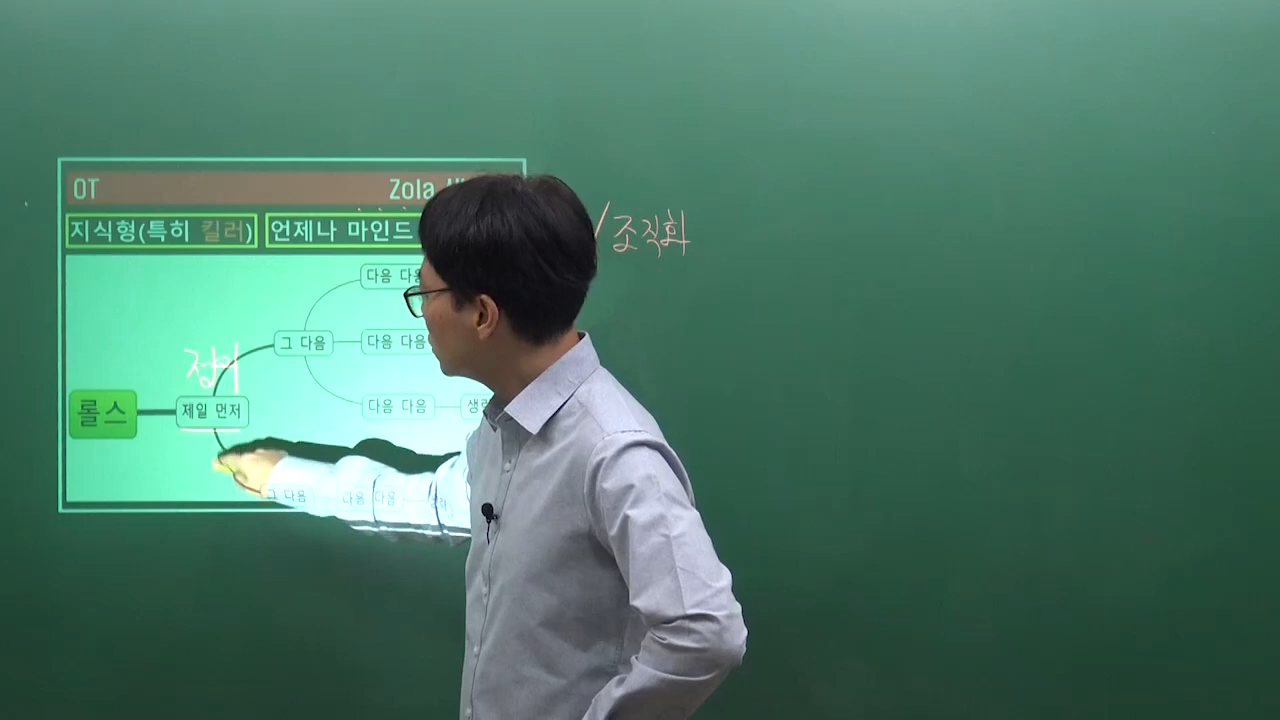 OT Zola
지식형(특히 킬러) 언제나 마인드
/조직화
다음 다음
그 다음 다음 다음
정의
롤스 제일 먼저 다음 다음
그 다음 다음 다음